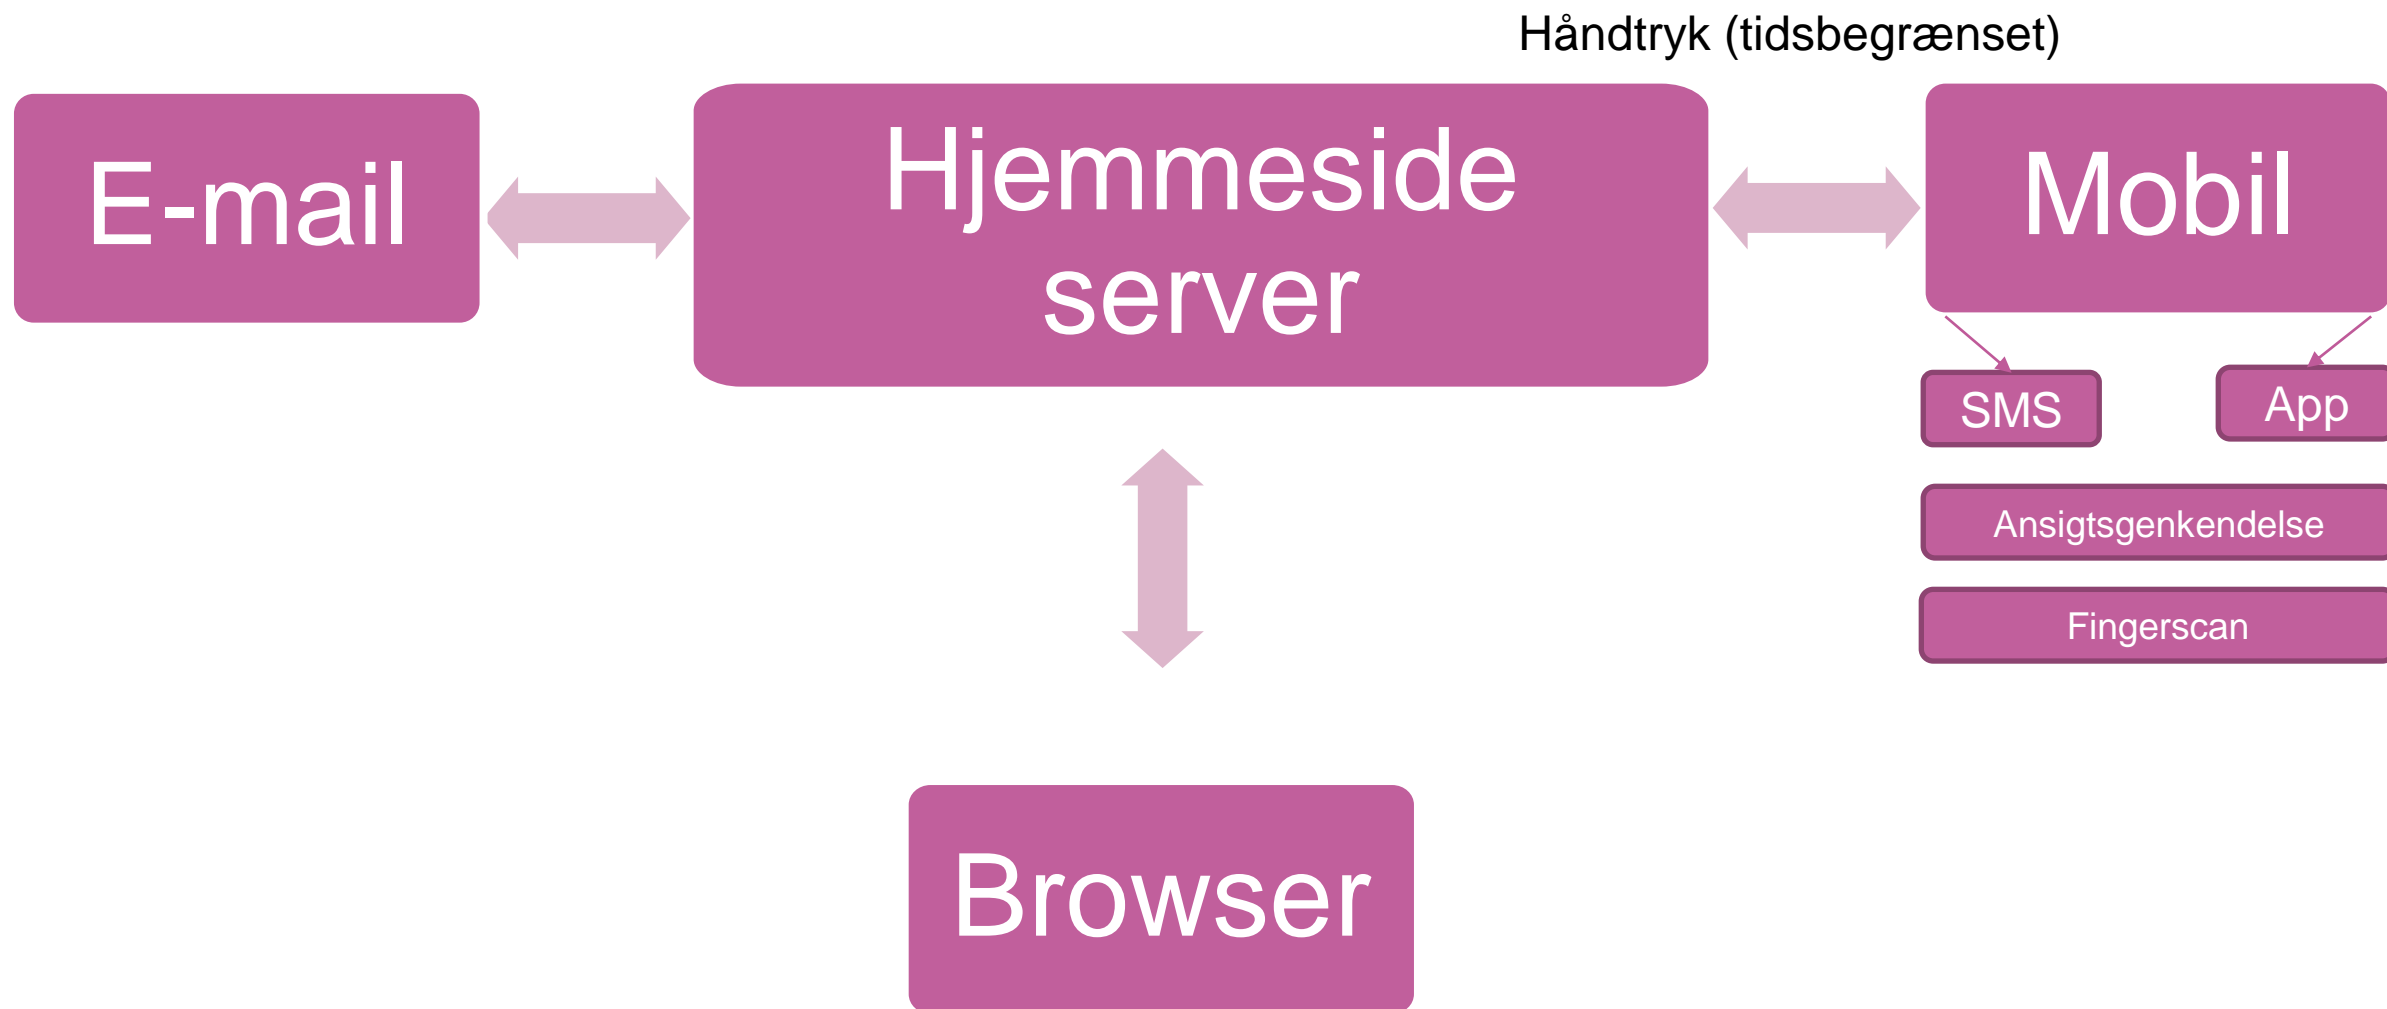 Håndtryk (tidsbegrænset)
E-mail
Hjemmeside
server
Mobil
SMS
App
Ansigtsgenkendelse
Fingerscan
Browser